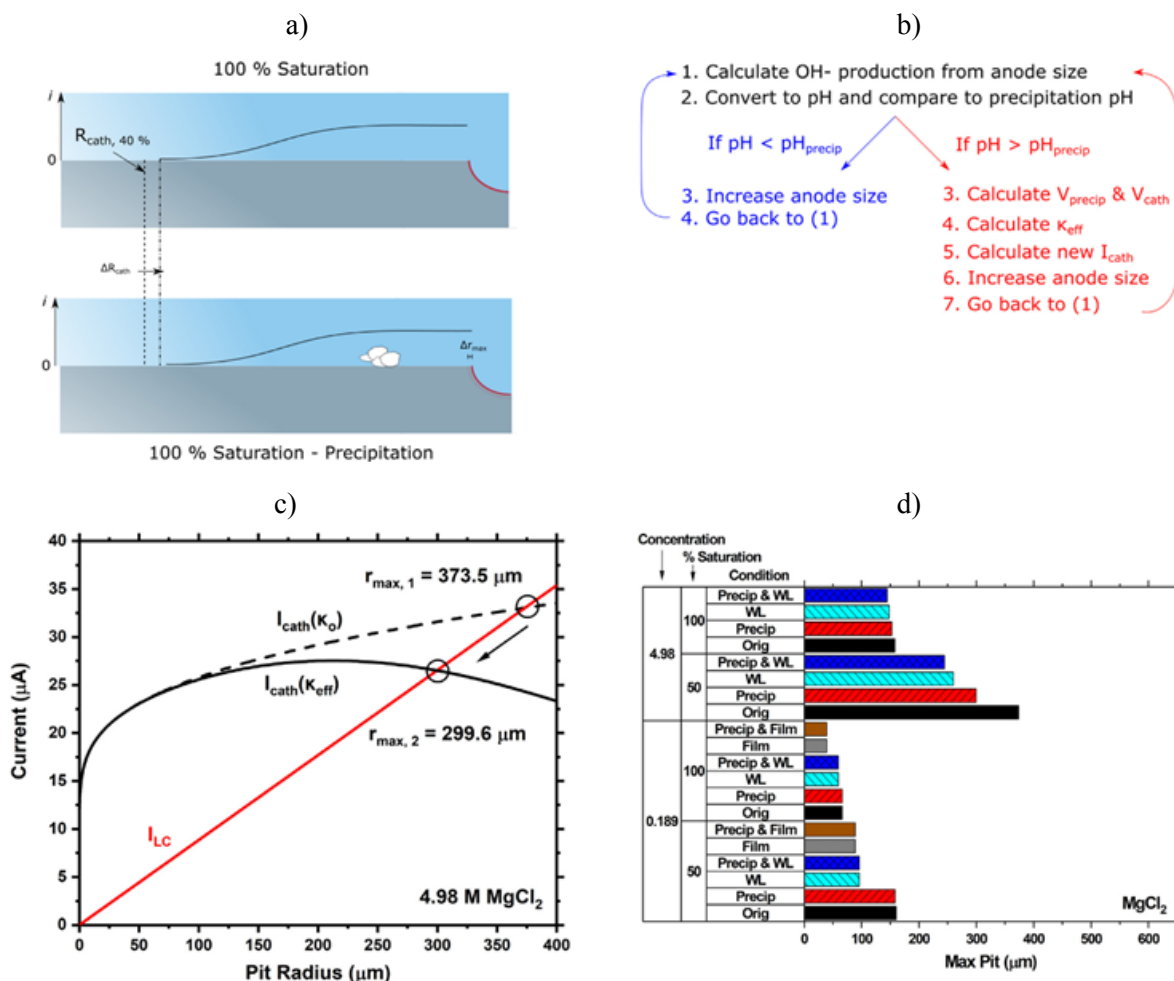 a)
100 % Saturation
i
R_cath, 40 %
0
ΔR_cath
i
Δr_max
0
100 % Saturation - Precipitation
b)
1. Calculate OH- production from anode size
2. Convert to pH and compare to precipitation pH
If pH < pH_precip
If pH > pH_precip
3. Increase anode size
4. Go back to (1)
3. Calculate V_precip & V_cath
4. Calculate κ_eff
5. Calculate new I_cath
6. Increase anode size
7. Go back to (1)
c)
Current (μA)
40
35
30
25
20
15
10
5
0
r_max, 1 = 373.5 μm
I_cath(κ_o)
I_cath(κ_eff)
r_max, 2 = 299.6 μm
I_LC
4.98 M MgCl₂
0 50 100 150 200 250 300 350 400
Pit Radius (μm)
d)
Concentration
% Saturation
Condition
4.98
100
Precip & WL
WL
Precip
Orig
50
Precip & WL
WL
Precip
Orig
0.189
100
Precip & Film
Film
Precip & WL
WL
Precip
Orig
50
Precip & Film
Film
Precip & WL
WL
Precip
Orig
MgCl₂
0 100 200 300 400 500 600
Max Pit (μm)